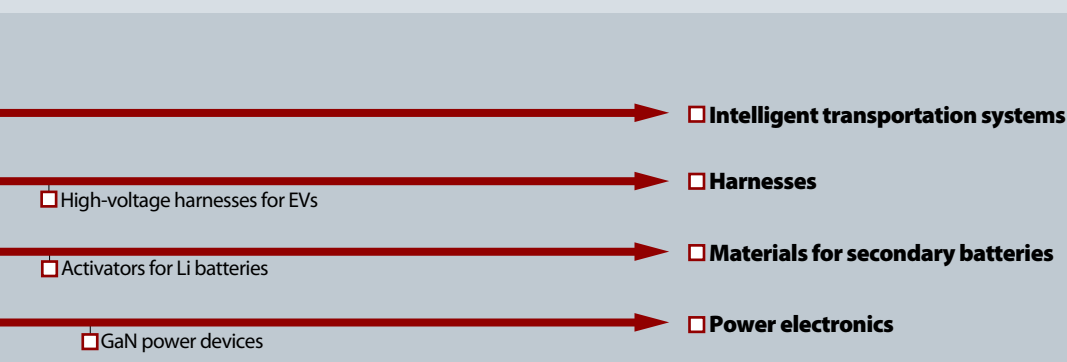 Intelligent transportation systems
Harnesses
High-voltage harnesses for EVs
Materials for secondary batteries
Activators for Li batteries
Power electronics
GaN power devices